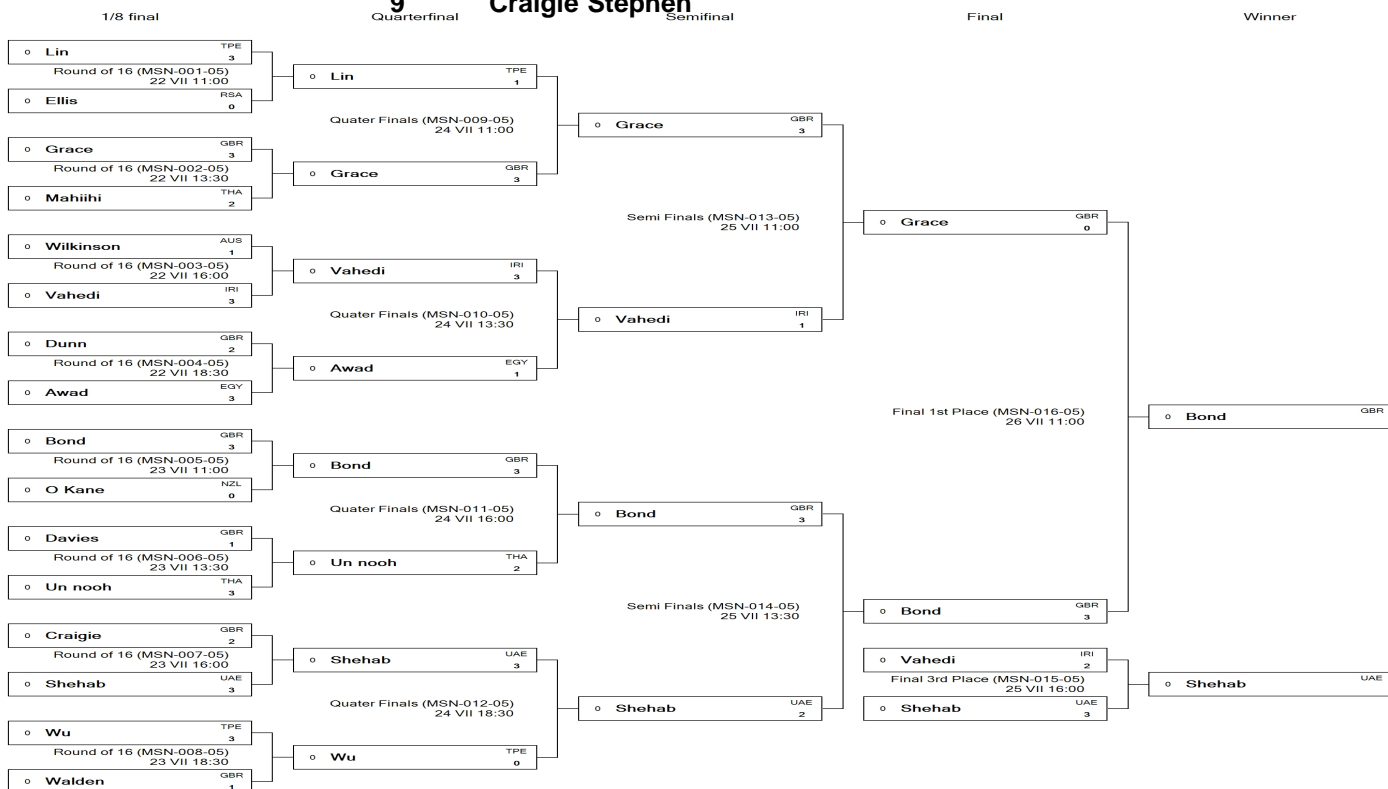 9 Craigie Stephen
1/8 final Quarterfinal Semifinal Final Winner
o Lin TPE 3
Round of 16 (MSN-001-05)
22 VII 11:00
o Ellis RSA 0
o Grace GBR 3
Round of 16 (MSN-002-05)
22 VII 13:30
o Mahiihi THA 2
o Wilkinson AUS 1
Round of 16 (MSN-003-05)
22 VII 16:00
o Vahedi IRI 3
o Dunn GBR 2
Round of 16 (MSN-004-05)
22 VII 18:30
o Awad EGY 3
o Bond GBR 3
Round of 16 (MSN-005-05)
23 VII 11:00
o O Kane NZL 0
o Davies GBR 1
Round of 16 (MSN-006-05)
23 VII 13:30
o Un nooh THA 3
o Craigie GBR 2
Round of 16 (MSN-007-05)
23 VII 16:00
o Shehab UAE 3
o Wu TPE 3
Round of 16 (MSN-008-05)
23 VII 18:30
o Walden GBR 1
o Lin TPE 1
Quater Finals (MSN-009-05)
24 VII 11:00
o Grace GBR 3
o Vahedi IRI 3
Quater Finals (MSN-010-05)
24 VII 13:30
o Awad EGY 1
o Bond GBR 3
Quater Finals (MSN-011-05)
24 VII 16:00
o Un nooh THA 2
o Shehab UAE 3
Quater Finals (MSN-012-05)
24 VII 18:30
o Wu TPE 0
o Grace GBR 3
Semi Finals (MSN-013-05)
25 VII 11:00
o Vahedi IRI 1
o Bond GBR 3
Semi Finals (MSN-014-05)
25 VII 13:30
o Shehab UAE 2
o Grace GBR 0
Final 1st Place (MSN-016-05)
26 VII 11:00
o Bond GBR 3
o Vahedi IRI 2
Final 3rd Place (MSN-015-05)
25 VII 16:00
o Shehab UAE 3
o Bond GBR
o Shehab UAE